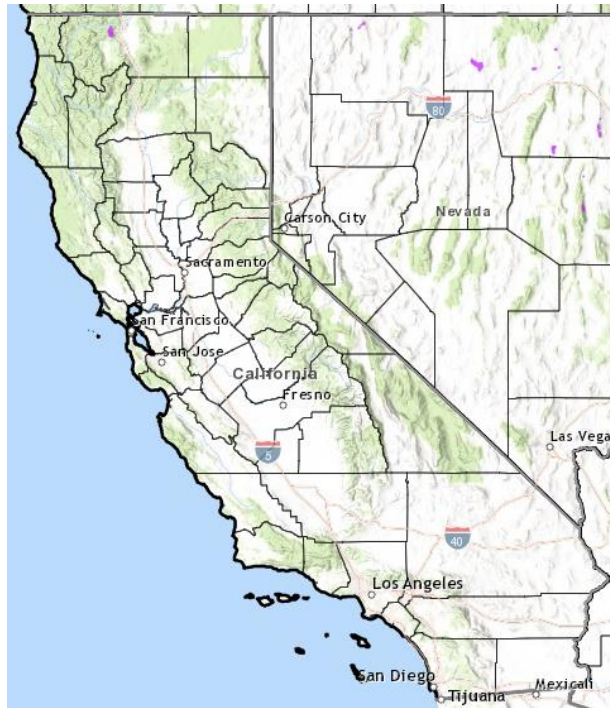 80
Carson City
Nevada
Sacramento
San Francisco
San Jose
California
Fresno
5
Las Vega
40
Los Angeles
San Diego
Tijuana
Mexicali